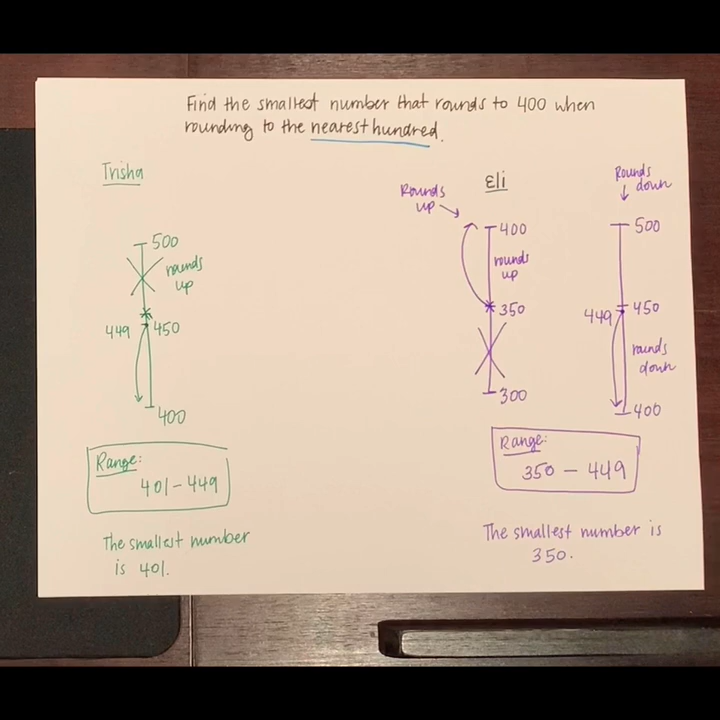 Find the smallest number that rounds to 400 when
rounding to the nearest hundred.
Trisha
500
rounds
up
449
450
400
Range:
401 - 449
The smallest number
is 401.
Eli
Rounds
up
400
rounds
up
350
300
Rounds
down
500
449
450
rounds
down
400
Range:
350 - 449
The smallest number is
350.